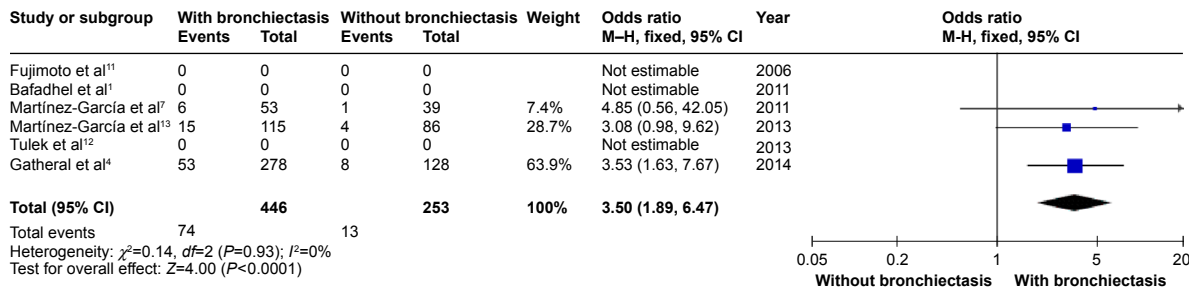 Study or subgroup With bronchiectasis Without bronchiectasis Weight Odds ratio Year Odds ratio
Events Total Events Total M–H, fixed, 95% CI M-H, fixed, 95% CI
Fujimoto et al¹¹ 0 0 0 0 Not estimable 2006
Bafadhel et al¹ 0 0 0 0 Not estimable 2011
Martínez-García et al⁷ 6 53 1 39 7.4% 4.85 (0.56, 42.05) 2011
Martínez-García et al¹³ 15 115 4 86 28.7% 3.08 (0.98, 9.62) 2013
Tulek et al¹² 0 0 0 0 Not estimable 2013
Gatheral et al⁴ 53 278 8 128 63.9% 3.53 (1.63, 7.67) 2014
Total (95% CI) 446 253 100% 3.50 (1.89, 6.47)
Total events 74 13
Heterogeneity: χ²=0.14, df=2 (P=0.93); I²=0%
Test for overall effect: Z=4.00 (P<0.0001)
0.05 0.2 1 5 20
Without bronchiectasis With bronchiectasis